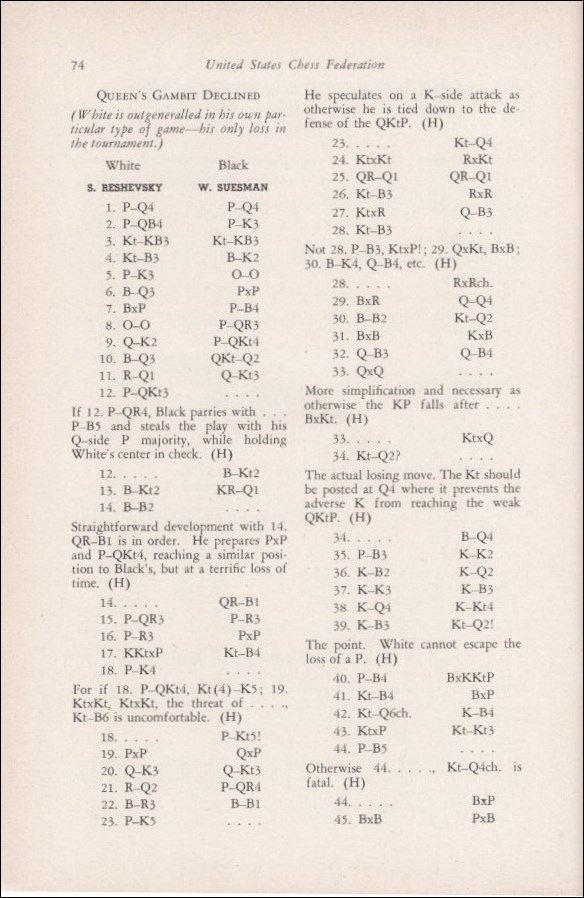 74
United States Chess Federation
QUEEN'S GAMBIT DECLINED
(White is outgeneralled in his own par-
ticular type of game—his only loss in
the tournament.)
White Black
S. RESHEVSKY W. SUESMAN
1. P–Q4 P–Q4
2. P–QB4 P–K3
3. Kt–KB3 Kt–KB3
4. Kt–B3 B–K2
5. P–K3 O–O
6. B–Q3 PxP
7. BxP P–B4
8. O–O P–QR3
9. Q–K2 P–QKt4
10. B–Q3 QKt–Q2
11. R–Q1 Q–Kt3
12. P–QKt3 . . . .
If 12. P–QR4, Black parries with . . .
P–B5 and steals the play with his
Q–side P majority, while holding
White's center in check. (H)
12. . . . . B–Kt2
13. B–Kt2 KR–Q1
14. B–B2 . . . .
Straightforward development with 14.
QR–B1 is in order. He prepares PxP
and P–QKt4, reaching a similar posi-
tion to Black's, but at a terrific loss of
time. (H)
14. . . . . QR–B1
15. P–QR3 P–R3
16. P–R3 PxP
17. KKtxP Kt–B4
18. P–K4 . . . .
For if 18. P–QKt4, Kt(4)–K5; 19.
KtxKt, KtxKt, the threat of . . . .,
Kt–B6 is uncomfortable. (H)
18. . . . . P–Kt5!
19. PxP QxP
20. Q–K3 Q–Kt3
21. R–Q2 P–QR4
22. B–R3 B–B1
23. P–K5 . . . .
He speculates on a K–side attack as
otherwise he is tied down to the de-
fense of the QKtP. (H)
23. . . . . Kt–Q4
24. KtxKt RxKt
25. QR–Q1 QR–Q1
26. Kt–B3 RxR
27. KtxR Q–B3
28. Kt–B3 . . . .
Not 28. P–B3, KtxP!; 29. QxKt, BxB;
30. B–K4, Q–B4, etc. (H)
28. . . . . RxRch.
29. BxR Q–Q4
30. B–B2 Kt–Q2
31. BxB KxB
32. Q–B3 Q–B4
33. QxQ . . . .
More simplification and necessary as
otherwise the KP falls after . . . .
BxKt. (H)
33. . . . . KtxQ
34. Kt–Q2? . . . .
The actual losing move. The Kt should
be posted at Q4 where it prevents the
adverse K from reaching the weak
QKtP. (H)
34. . . . . B–Q4
35. P–B3 K–K2
36. K–B2 K–Q2
37. K–K3 K–B3
38. K–Q4 K–Kt4
39. K–B3 Kt–Q2!
The point. White cannot escape the
loss of a P. (H)
40. P–B4 BxKKtP
41. Kt–B4 BxP
42. Kt–Q6ch. K–B4
43. KtxP Kt–Kt3
44. P–B5 . . . .
Otherwise 44. . . . ., Kt–Q4ch. is
fatal. (H)
44. . . . . BxP
45. BxB PxB